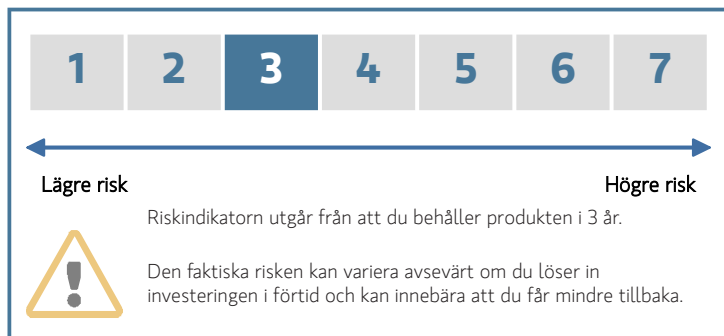 1 2 3 4 5 6 7
Lägre risk Högre risk
Riskindikatorn utgår från att du behåller produkten i 3 år.
Den faktiska risken kan variera avsevärt om du löser in
investeringen i förtid och kan innebära att du får mindre tillbaka.